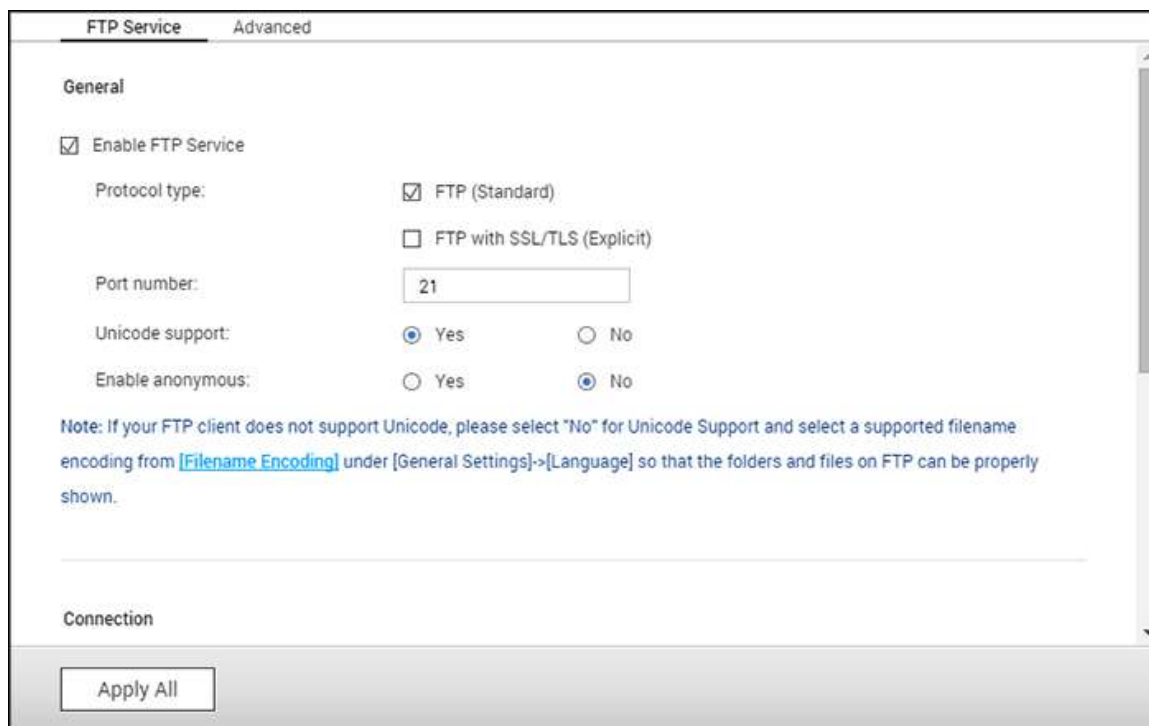 FTP Service Advanced
General
Enable FTP Service
Protocol type: FTP (Standard)
FTP with SSL/TLS (Explicit)
Port number: 21
Unicode support: Yes No
Enable anonymous: Yes No
Note: If your FTP client does not support Unicode, please select "No" for Unicode Support and select a supported filename
encoding from [Filename Encoding] under [General Settings]->[Language] so that the folders and files on FTP can be properly
shown.
Connection
Apply All